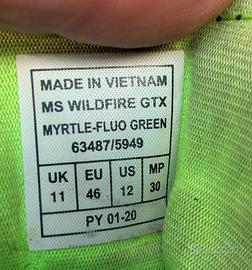 MADE IN VIETNAM
MS WILDFIRE GTX
MYRTLE-FLUO GREEN
63487/5949
UK EU US MP
11 46 12 30
PY 01-20